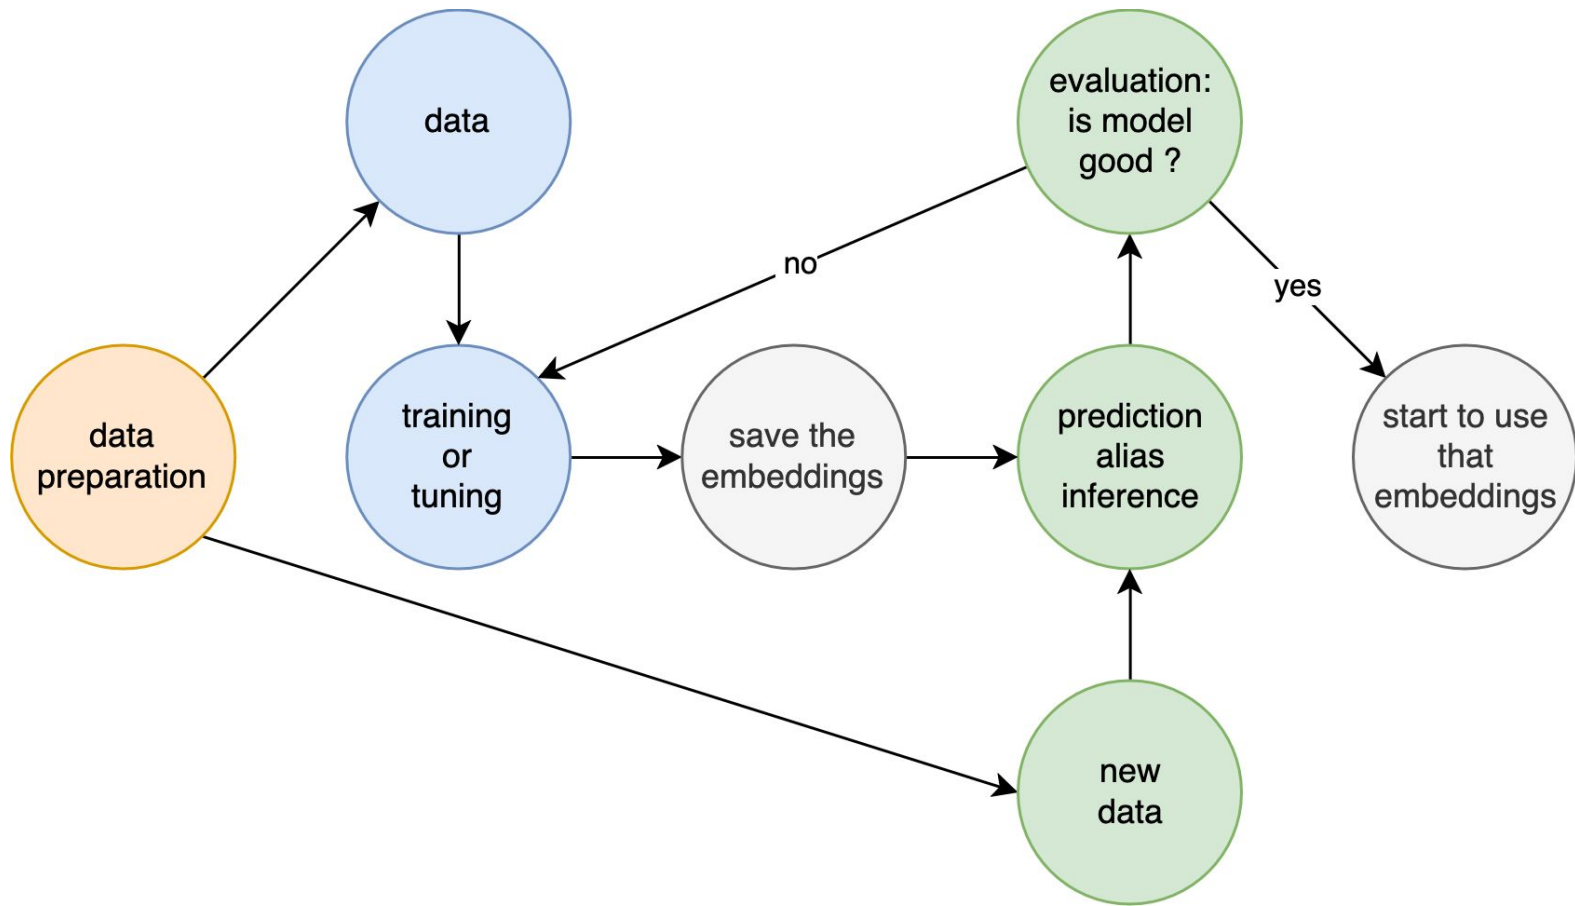 data
evaluation:
is model
good ?
no
yes
data
preparation
training
or
tuning
save the
embeddings
prediction
alias
inference
start to use
that
embeddings
new
data